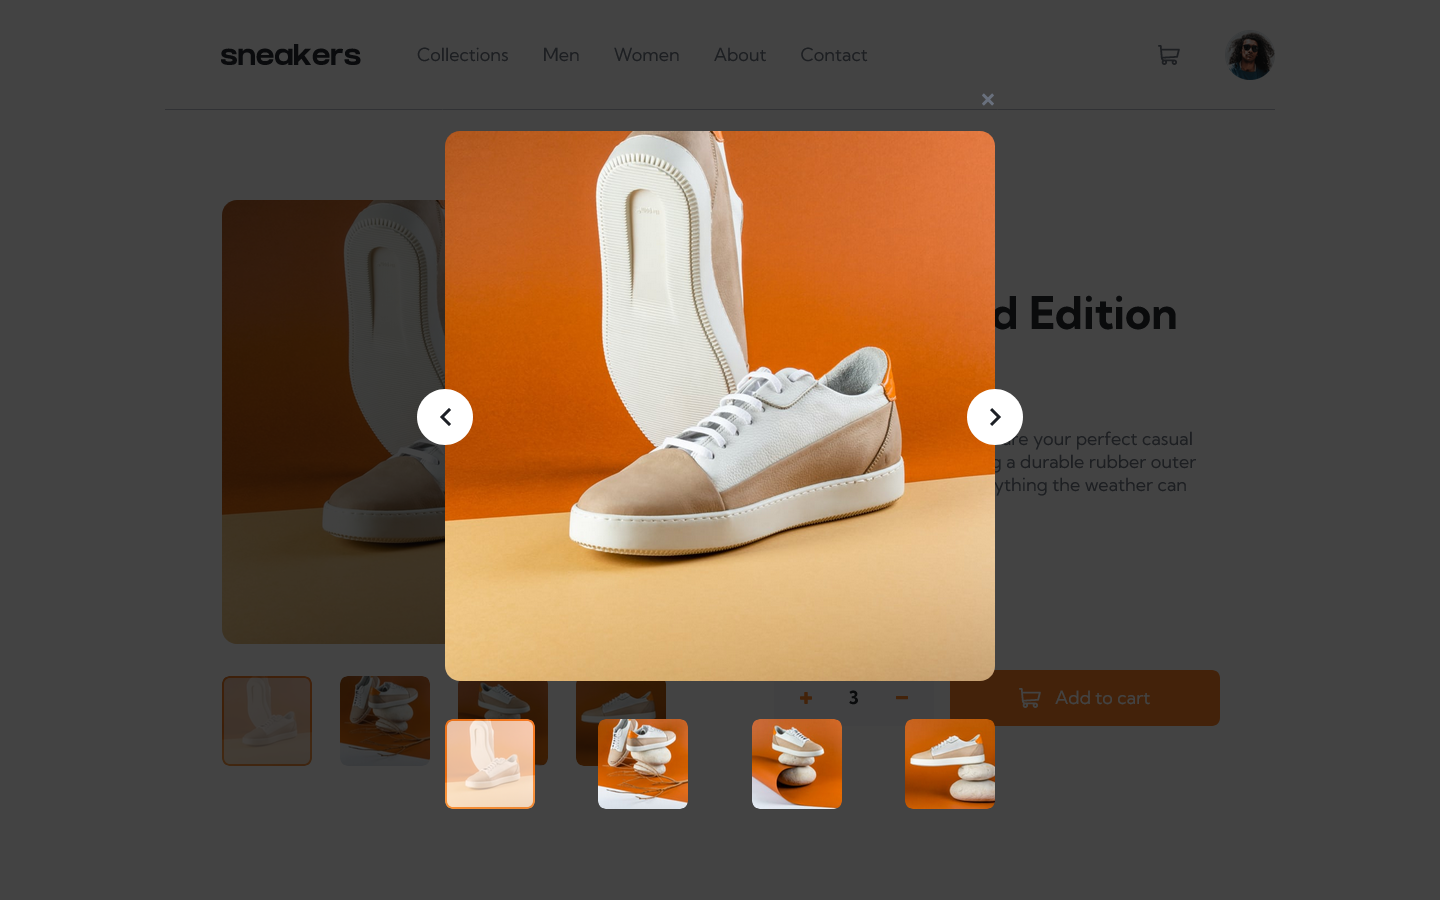 sneakers Collections Men Women About Contact
d Edition
re your perfect casual
g a durable rubber outer
ything the weather can
3 Add to cart